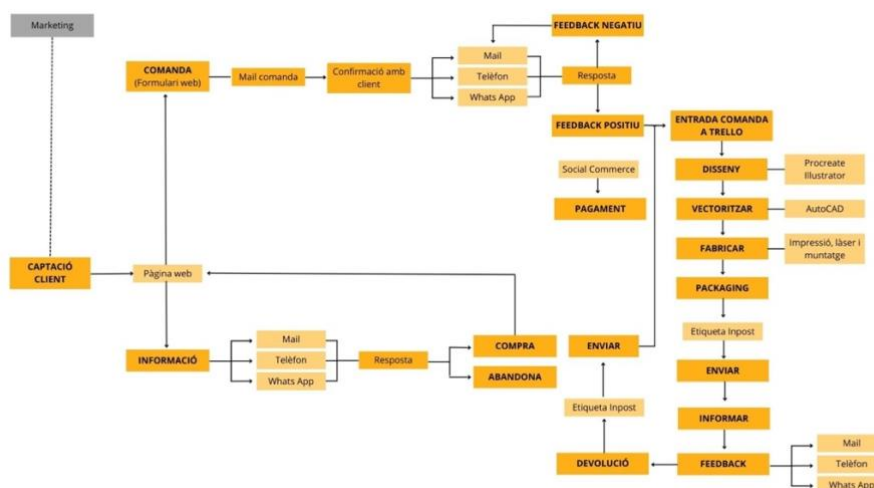 Marketing
FEEDBACK NEGATIU
COMANDA
(Formulari web)
Mail comanda
Confirmació amb
client
Mail
Telèfon
Whats App
Resposta
FEEDBACK POSITIU
ENTRADA COMANDA
A TRELLO
Social Commerce
PAGAMENT
DISSENY
Procreate
Illustrator
VECTORITZAR
AutoCAD
FABRICAR
Impressió, làser i
muntatge
CAPTACIÓ
CLIENT
Pàgina web
PACKAGING
Etiqueta Inpost
INFORMACIÓ
Mail
Telèfon
Whats App
Resposta
COMPRA
ABANDONA
ENVIAR
ENVIAR
Etiqueta Inpost
INFORMAR
DEVOLUCIÓ
FEEDBACK
Mail
Telèfon
Whats App